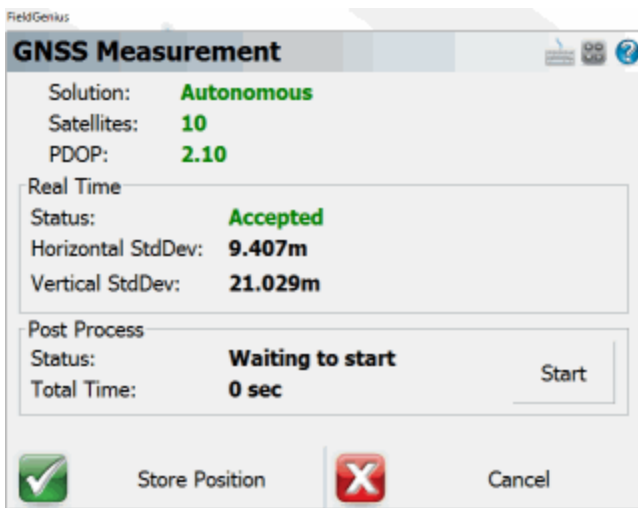 FieldGenius
GNSS Measurement
Solution: Autonomous
Satellites: 10
PDOP: 2.10
Real Time
Status: Accepted
Horizontal StdDev: 9.407m
Vertical StdDev: 21.029m
Post Process
Status: Waiting to start
Total Time: 0 sec
Start
Store Position Cancel